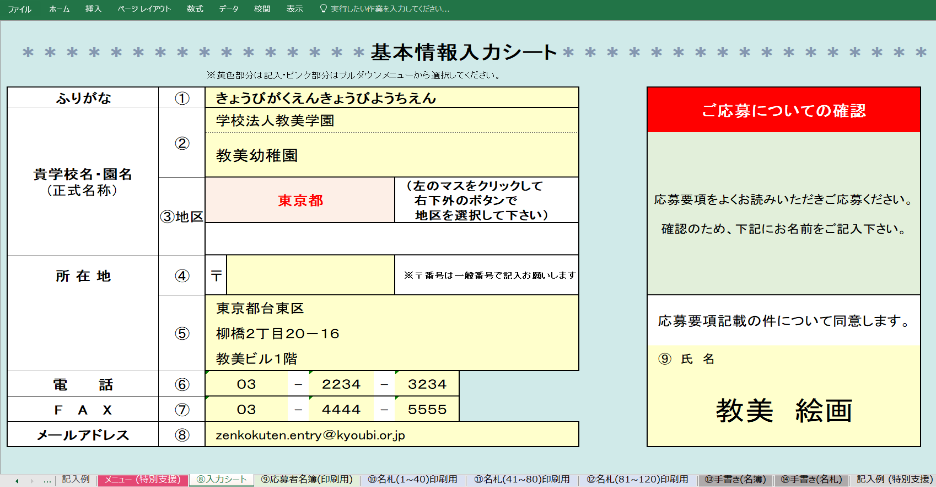 ファイル ホーム 挿入 ページ レイアウト 数式 データ 校閲 表示 実行したい作業を入力してください...
＊＊＊＊＊＊＊＊＊＊＊＊＊基本情報入力シート＊＊＊＊＊＊＊＊＊＊＊＊＊＊
※黄色部分は記入・ピンク部分はプルダウンメニューから選択してください。
ふりがな ① きょうびがくえんきょうびようちえん
貴学校名・園名
（正式名称）
② 学校法人教美学園
教美幼稚園
③地区 東京都
（左のマスをクリックして
右下外のボタンで
地区を選択して下さい）
所 在 地 ④ 〒 ※〒番号は一般番号で記入お願いします
⑤ 東京都台東区
柳橋2丁目20－16
教美ビル1階
電 話 ⑥ 03 － 2234 － 3234
Ｆ Ａ Ｘ ⑦ 03 － 4444 － 5555
メールアドレス ⑧ zenkokuten.entry@kyoubi.or.jp
ご応募についての確認
応募要項をよくお読みいただきご応募ください。
確認のため、下記にお名前をご記入下さい。
応募要項記載の件について同意します。
⑨ 氏 名
教美 絵画
... 記入例 メニュー (特別支援) ⑧入力シート ⑨応募者名簿(印刷用) ⑩名札(1～40)印刷用 ⑪名札(41～80)印刷用 ⑫名札(81～120)印刷用 ⑬手書き(名簿) ⑭手書き(名札) 記入例 (特別支援)